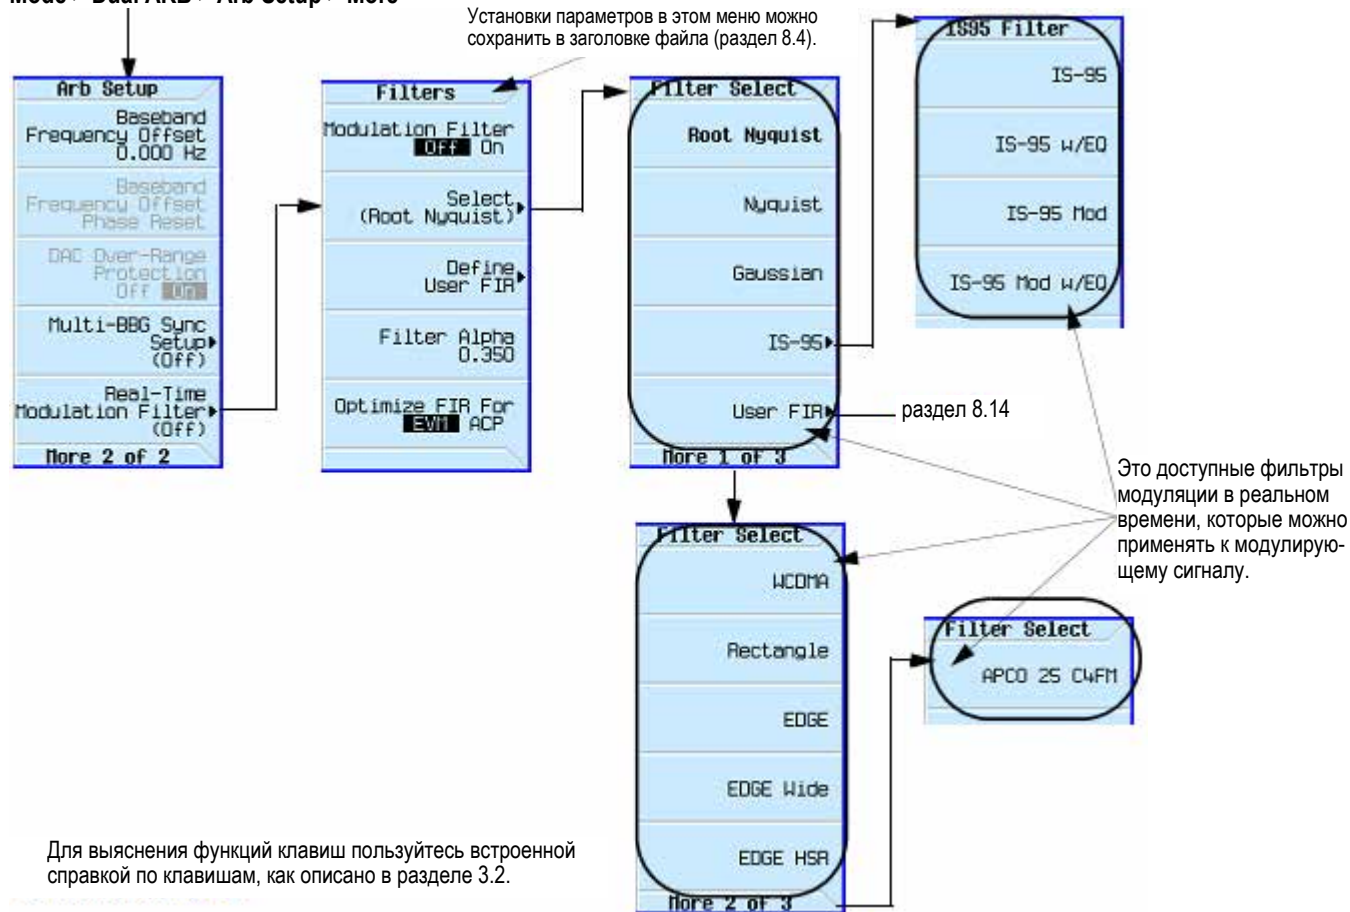 Mode > Dual ARB > Arb Setup > More
Установки параметров в этом меню можно
сохранить в заголовке файла (раздел 8.4).
Arb Setup
Baseband
Frequency Offset
0.000 Hz
Baseband
Frequency Offset
Phase Reset
DAC Over-Range
Protection
Off On
Multi-BBG Sync
Setup
(Off)
Real-Time
Modulation Filter
(Off)
More 2 of 2
Filters
Modulation Filter
Off On
Select
(Root Nyquist)
Define
User FIR
Filter Alpha
0.350
Optimize FIR For
EVM ACP
Filter Select
Root Nyquist
Nyquist
Gaussian
IS-95
User FIR
More 1 of 3
раздел 8.14
IS95 Filter
IS-95
IS-95 w/EQ
IS-95 Mod
IS-95 Mod w/EQ
Это доступные фильтры
модуляции в реальном
времени, которые можно
применять к модулирую-
щему сигналу.
Filter Select
WCDMA
Rectangle
EDGE
EDGE Wide
EDGE HSR
More 2 of 3
Filter Select
APCO 25 C4FM
Для выяснения функций клавиш пользуйтесь встроенной
справкой по клавишам, как описано в разделе 3.2.